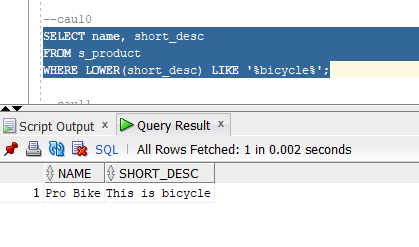 --cau10
SELECT name, short_desc
FROM s_product
WHERE LOWER(short_desc) LIKE '%bicycle%';
Script Output x
Query Result x
SQL | All Rows Fetched: 1 in 0.002 seconds
NAME SHORT_DESC
1 Pro Bike This is bicycle